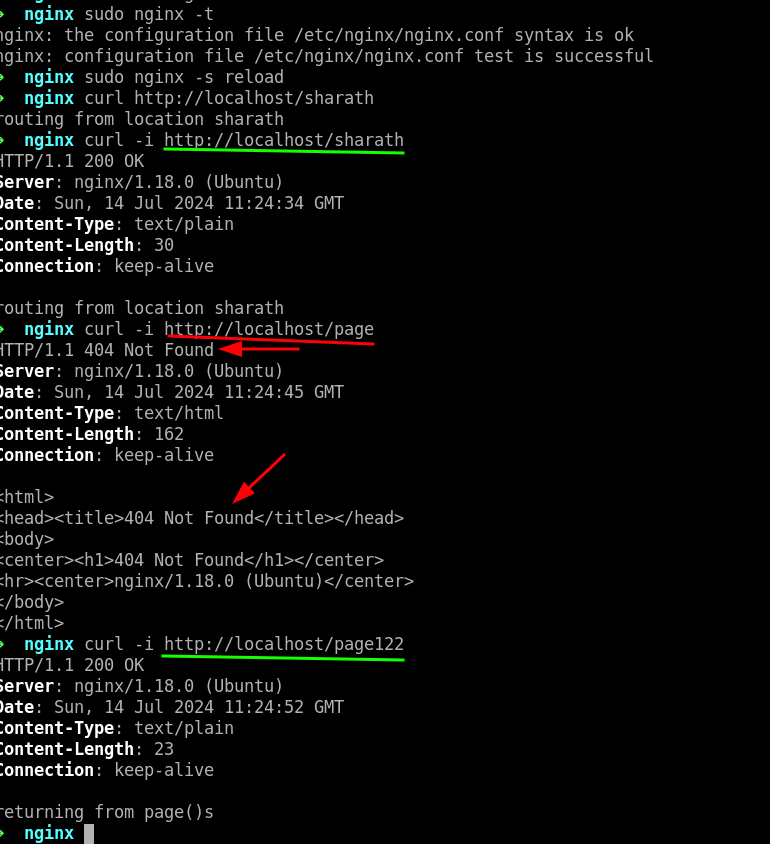 ➔  nginx sudo nginx -t
nginx: the configuration file /etc/nginx/nginx.conf syntax is ok
nginx: configuration file /etc/nginx/nginx.conf test is successful
➔  nginx sudo nginx -s reload
➔  nginx curl http://localhost/sharath
routing from location sharath
➔  nginx curl -i http://localhost/sharath
HTTP/1.1 200 OK
Server: nginx/1.18.0 (Ubuntu)
Date: Sun, 14 Jul 2024 11:24:34 GMT
Content-Type: text/plain
Content-Length: 30
Connection: keep-alive

routing from location sharath
➔  nginx curl -i http://localhost/page
HTTP/1.1 404 Not Found
Server: nginx/1.18.0 (Ubuntu)
Date: Sun, 14 Jul 2024 11:24:45 GMT
Content-Type: text/html
Content-Length: 162
Connection: keep-alive

<html>
<head><title>404 Not Found</title></head>
<body>
<center><h1>404 Not Found</h1></center>
<hr><center>nginx/1.18.0 (Ubuntu)</center>
</body>
</html>
➔  nginx curl -i http://localhost/page122
HTTP/1.1 200 OK
Server: nginx/1.18.0 (Ubuntu)
Date: Sun, 14 Jul 2024 11:24:52 GMT
Content-Type: text/plain
Content-Length: 23
Connection: keep-alive

returning from page()s
➔  nginx